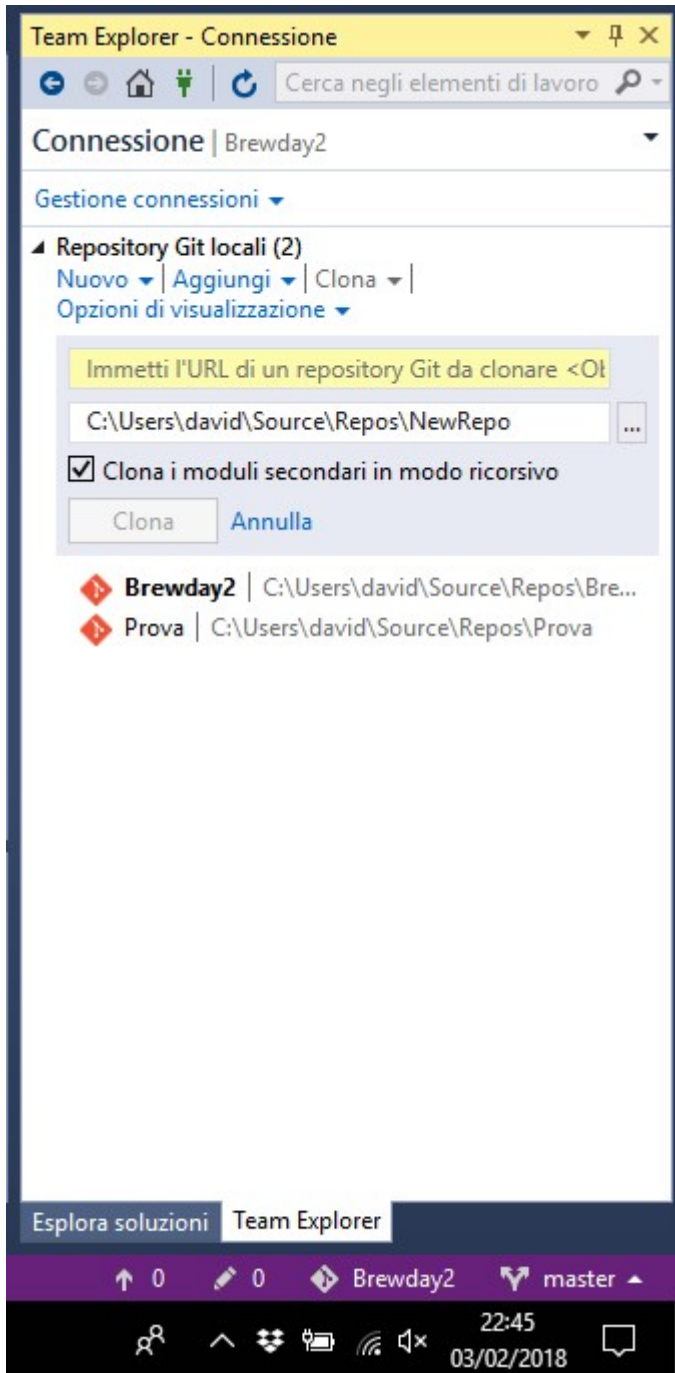 Team Explorer - Connessione
Cerca negli elementi di lavoro
Connessione | Brewday2
Gestione connessioni
Repository Git locali (2)
Nuovo | Aggiungi | Clona |
Opzioni di visualizzazione
Immetti l'URL di un repository Git da clonare <Ob
C:\Users\david\Source\Repos\NewRepo ...
Clona i moduli secondari in modo ricorsivo
Clona Annulla
Brewday2 | C:\Users\david\Source\Repos\Bre...
Prova | C:\Users\david\Source\Repos\Prova
Esplora soluzioni Team Explorer
0 0 Brewday2 master
22:45
03/02/2018